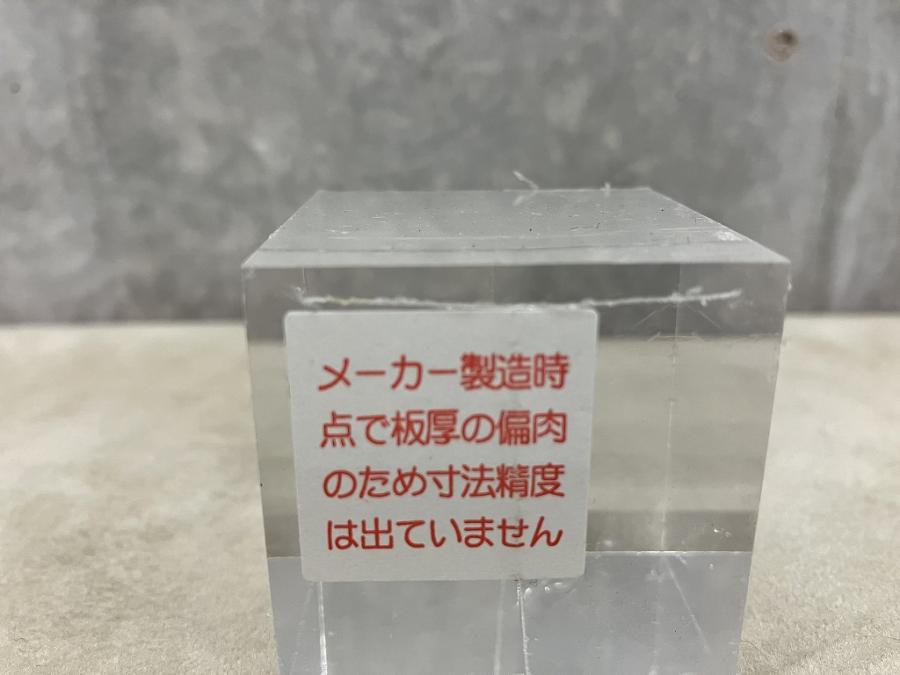 メーカー製造時
点で板厚の偏肉
のため寸法精度
は出ていません